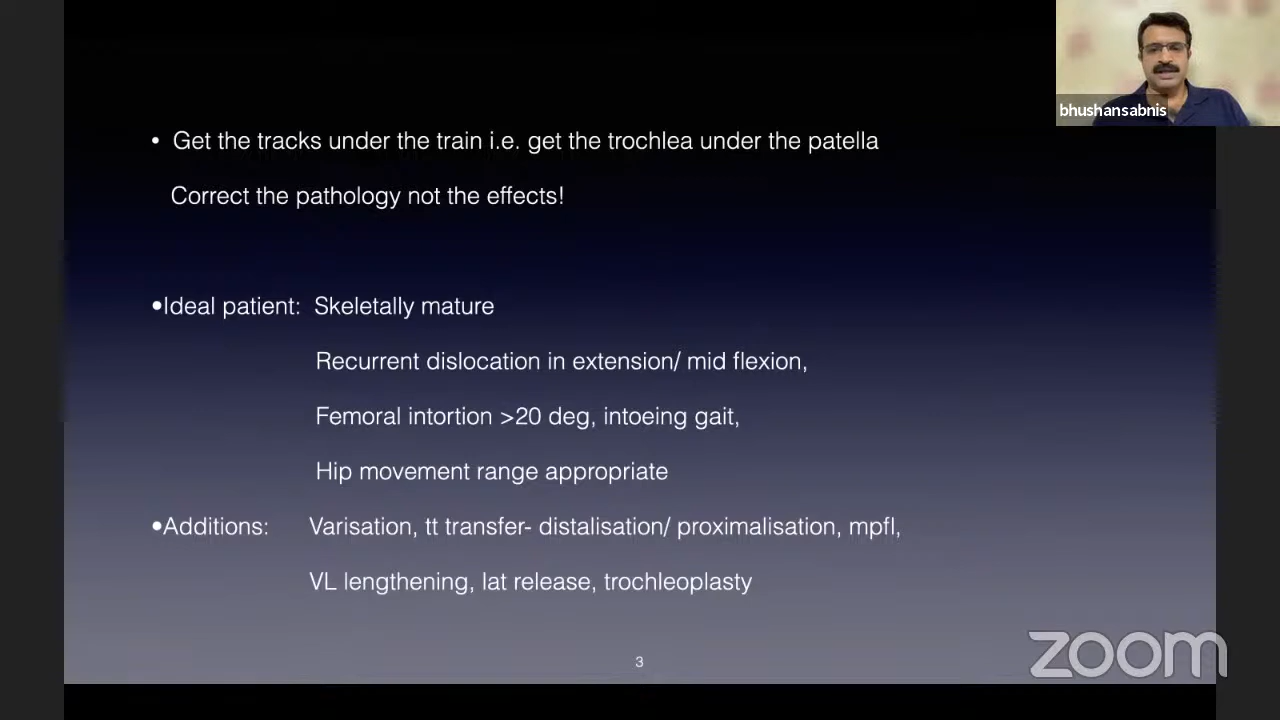 bhushansabnis
• Get the tracks under the train i.e. get the trochlea under the patella
Correct the pathology not the effects!
•Ideal patient: Skeletally mature
Recurrent dislocation in extension/ mid flexion,
Femoral intortion >20 deg, intoeing gait,
Hip movement range appropriate
•Additions: Varisation, tt transfer- distalisation/ proximalisation, mpfl,
VL lengthening, lat release, trochleoplasty
3
zoom